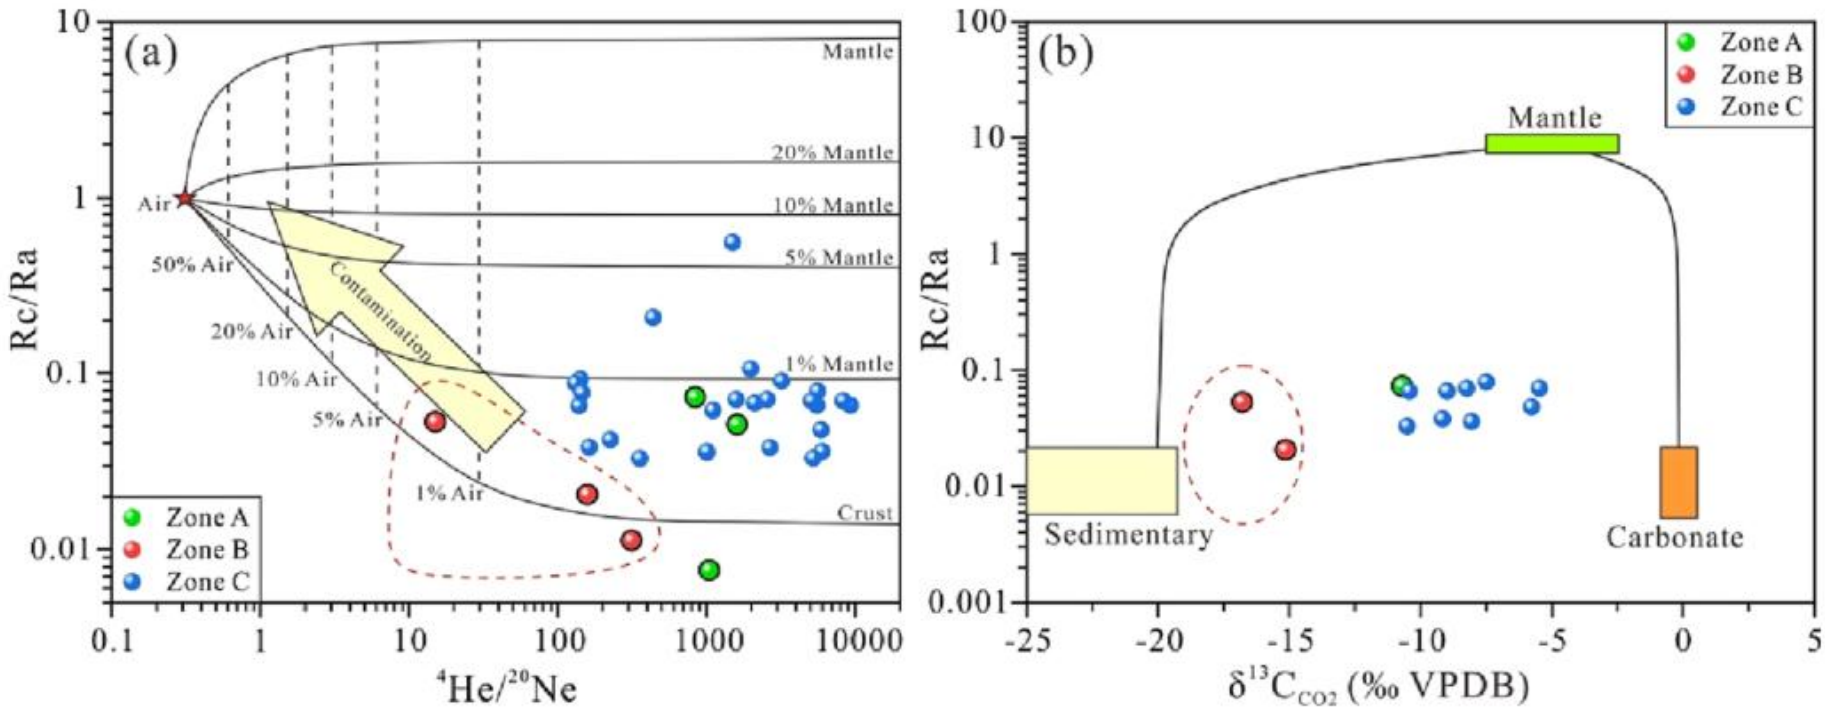 (a)
10
1
0.1
0.01
Rc/Ra
Mantle
20% Mantle
10% Mantle
5% Mantle
1% Mantle
Crust
Air
50% Air
20% Air
10% Air
5% Air
1% Air
Contamination
Zone A
Zone B
Zone C
0.1 1 10 100 1000 10000
⁴He/²⁰Ne
(b)
100
10
1
0.1
0.01
0.001
Rc/Ra
Zone A
Zone B
Zone C
Mantle
Sedimentary
Carbonate
-25 -20 -15 -10 -5 0 5
δ¹³C_CO2 (‰ VPDB)